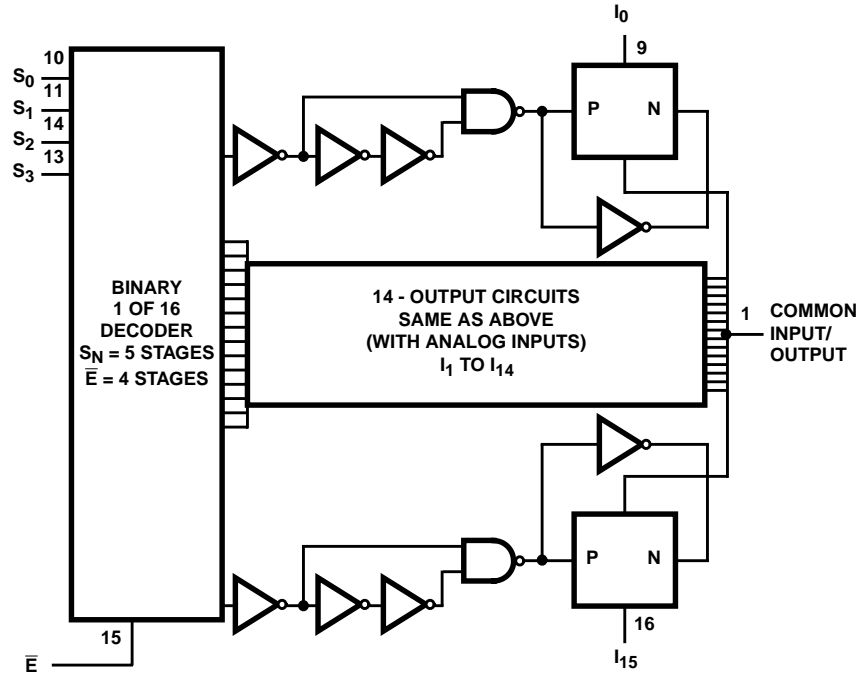 I0
10
9
S0
11
S1
P
N
14
S2
13
S3
BINARY
1 OF 16
DECODER
SN = 5 STAGES
E̅ = 4 STAGES
14 - OUTPUT CIRCUITS
SAME AS ABOVE
(WITH ANALOG INPUTS)
I1 TO I14
1
COMMON
INPUT/
OUTPUT
P
N
15
16
E̅
I15